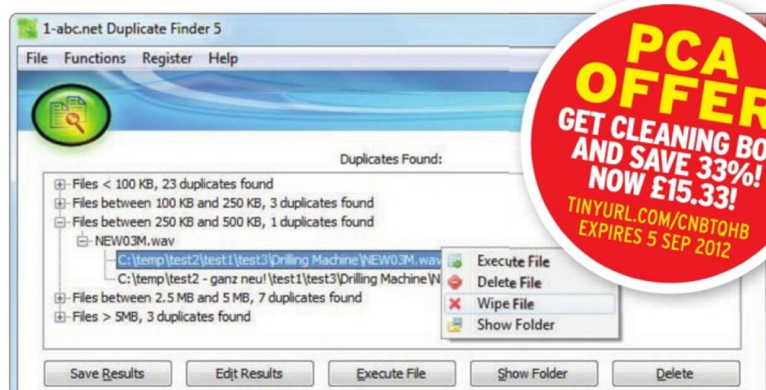 1-abc.net Duplicate Finder 5
File Functions Register Help
Duplicates Found:
Files < 100 KB, 23 duplicates found
Files between 100 KB and 250 KB, 3 duplicates found
Files between 250 KB and 500 KB, 1 duplicates found
NEW03M.wav
C:\temp\test2\test1\test3\Drilling Machine\NEW03M.wav
C:\temp\test2 - ganz neu!\test1\test3\Drilling Machine\N
Files between 2.5 MB and 5 MB, 7 duplicates found
Files > 5MB, 3 duplicates found
Execute File
Delete File
Wipe File
Show Folder
Save Results Edit Results Execute File Show Folder Delete
PCA
OFFER
GET CLEANING BO
AND SAVE 33%!
NOW £15.33!
TINYURL.COM/CNBTQHB
EXPIRES 5 SEP 2012